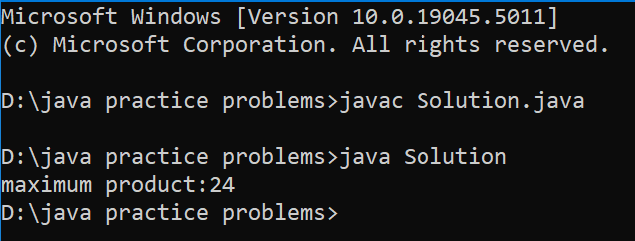 Microsoft Windows [Version 10.0.19045.5011]
(c) Microsoft Corporation. All rights reserved.
D:\java practice problems>javac Solution.java
D:\java practice problems>java Solution
maximum product:24
D:\java practice problems>